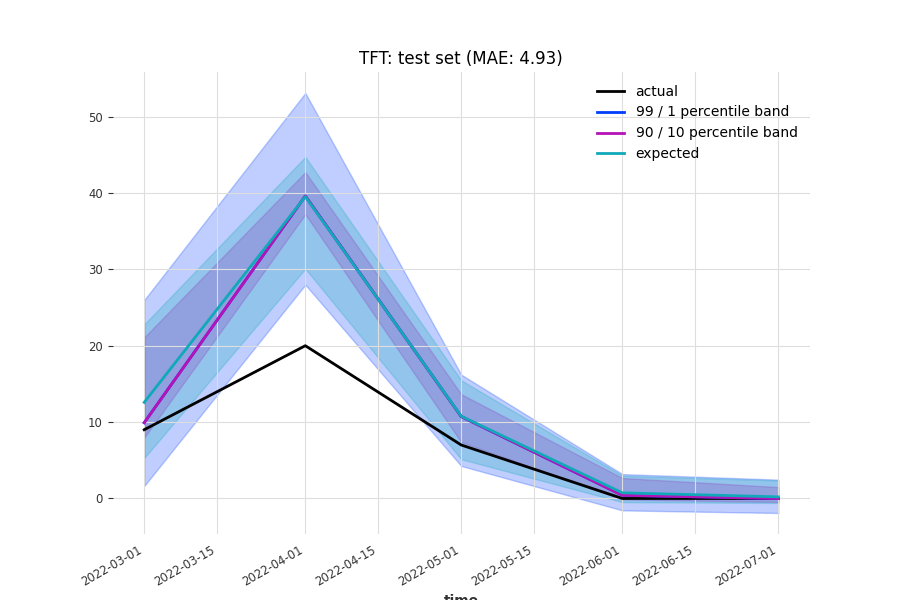 TFT: test set (MAE: 4.93)
actual
99 / 1 percentile band
90 / 10 percentile band
expected
50
40
30
20
10
0
2022-03-01
2022-03-15
2022-04-01
2022-04-15
2022-05-01
2022-05-15
2022-06-01
2022-06-15
2022-07-01
time